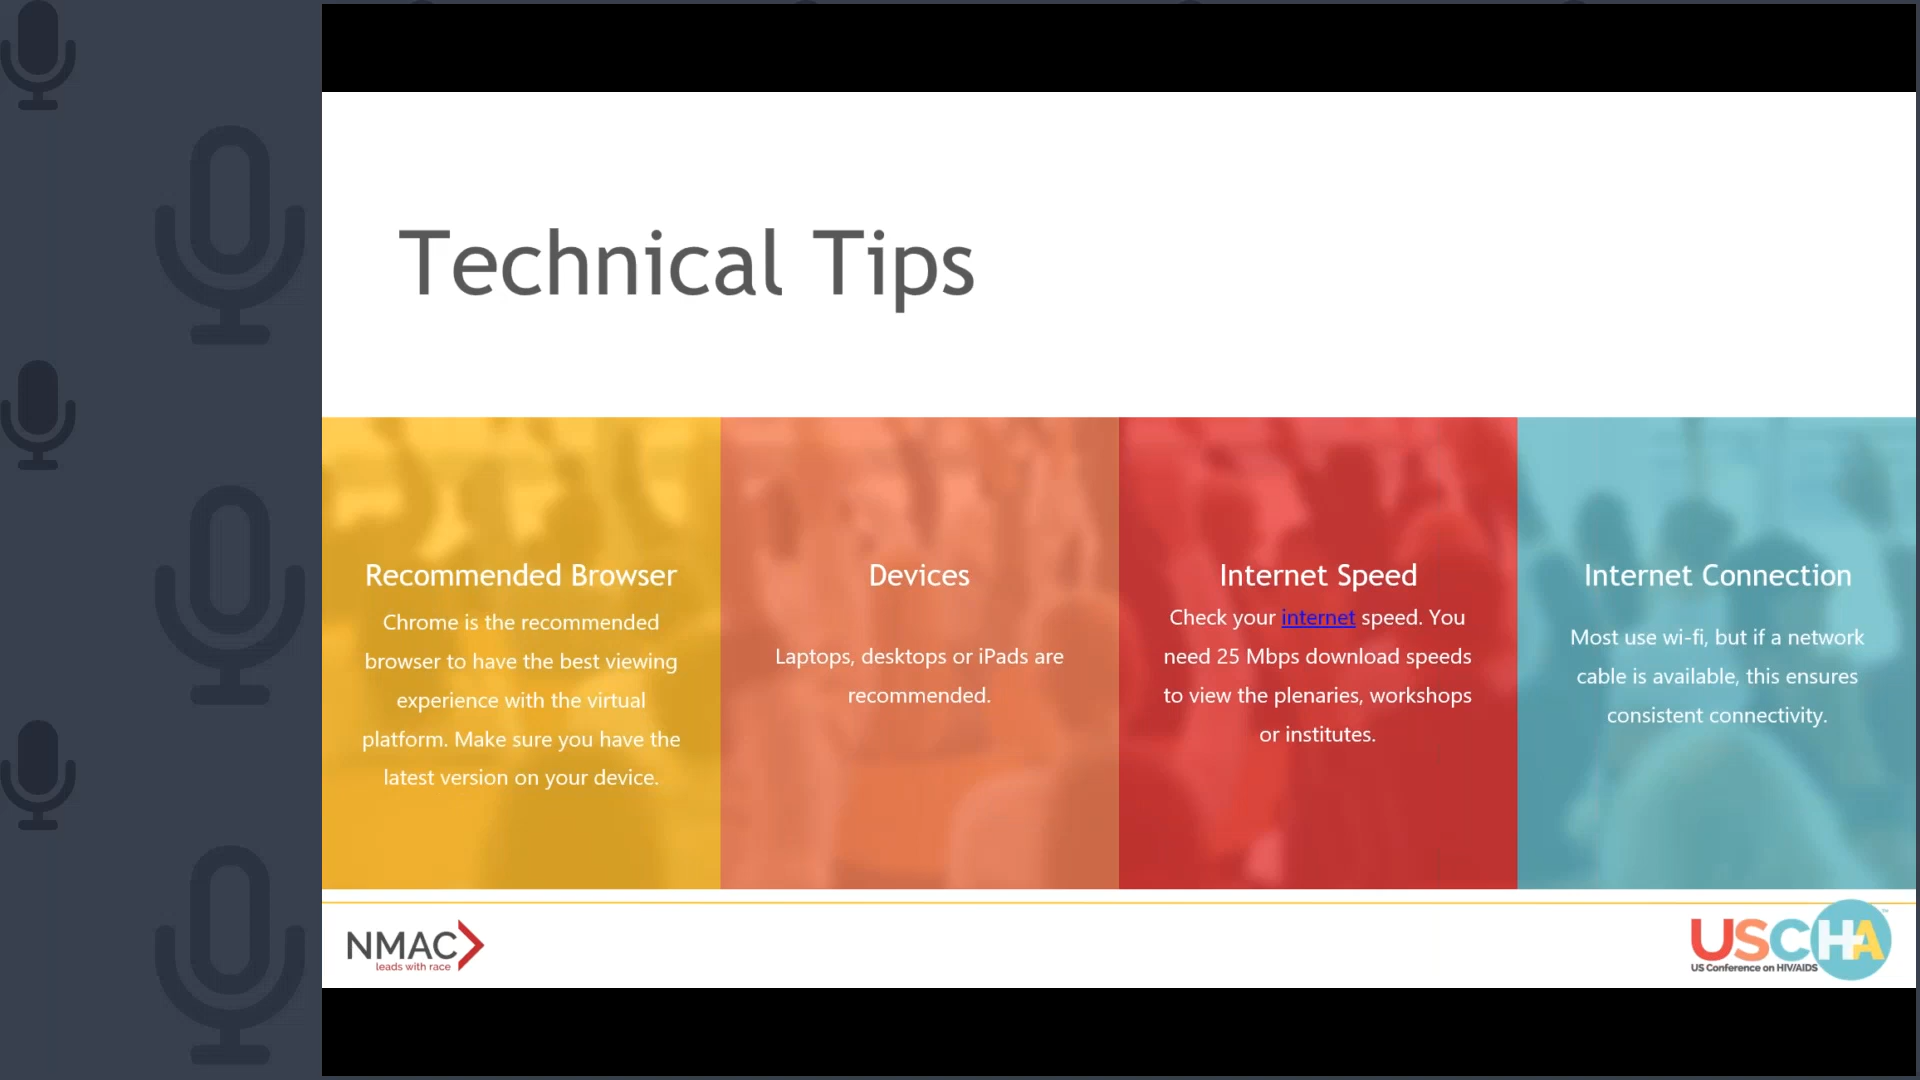 Technical Tips
Recommended Browser
Chrome is the recommended
browser to have the best viewing
experience with the virtual
platform. Make sure you have the
latest version on your device.
Devices
Laptops, desktops or iPads are
recommended.
Internet Speed
Check your internet speed. You
need 25 Mbps download speeds
to view the plenaries, workshops
or institutes.
Internet Connection
Most use wi-fi, but if a network
cable is available, this ensures
consistent connectivity.
NMAC
leads with race
USCHA
US Conference on HIV/AIDS